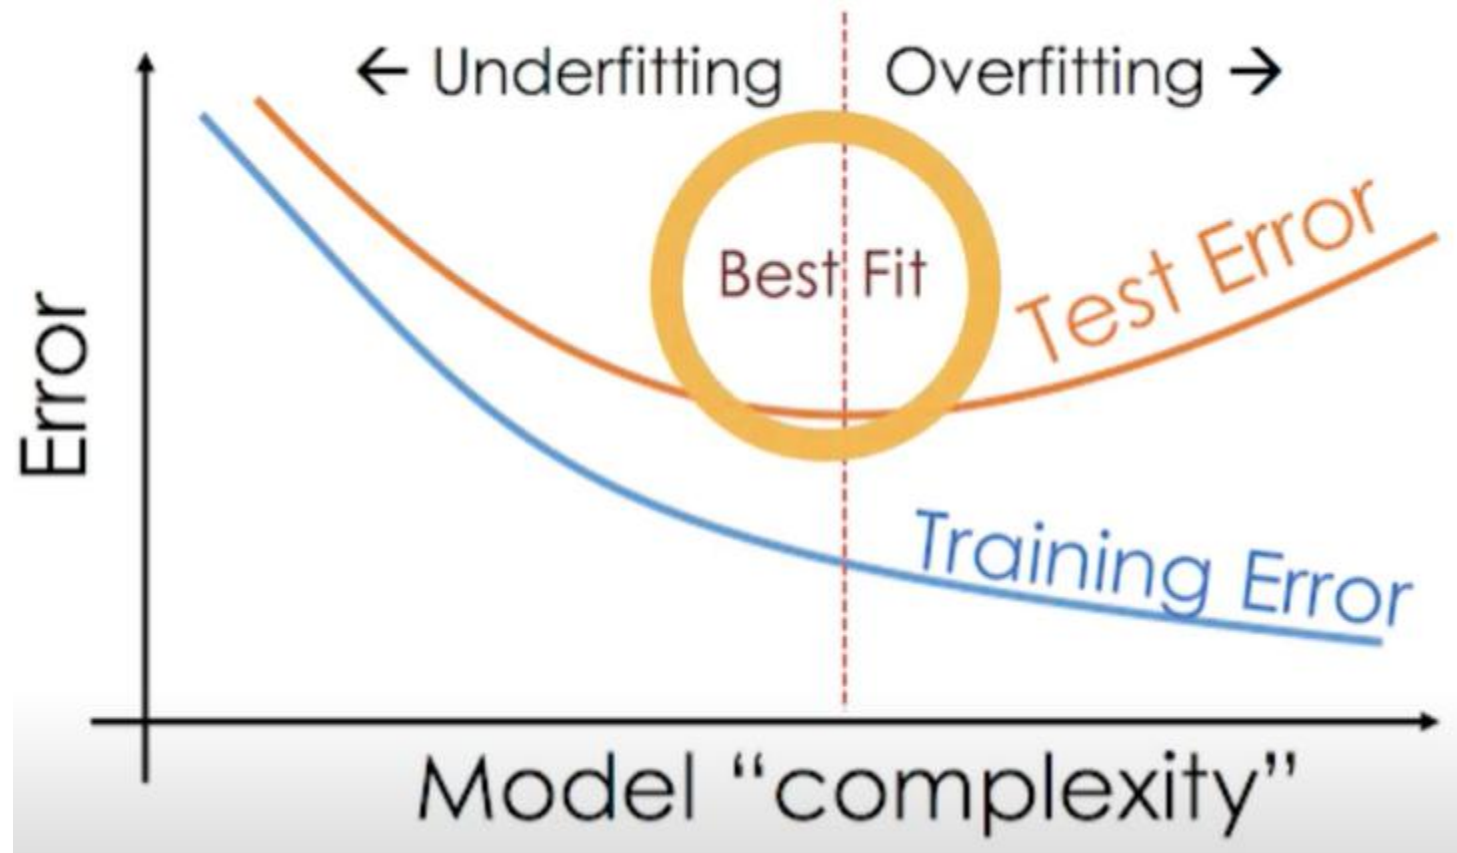 ← Underfitting
Overfitting →
Best Fit
Test Error
Training Error
Error
Model “complexity”